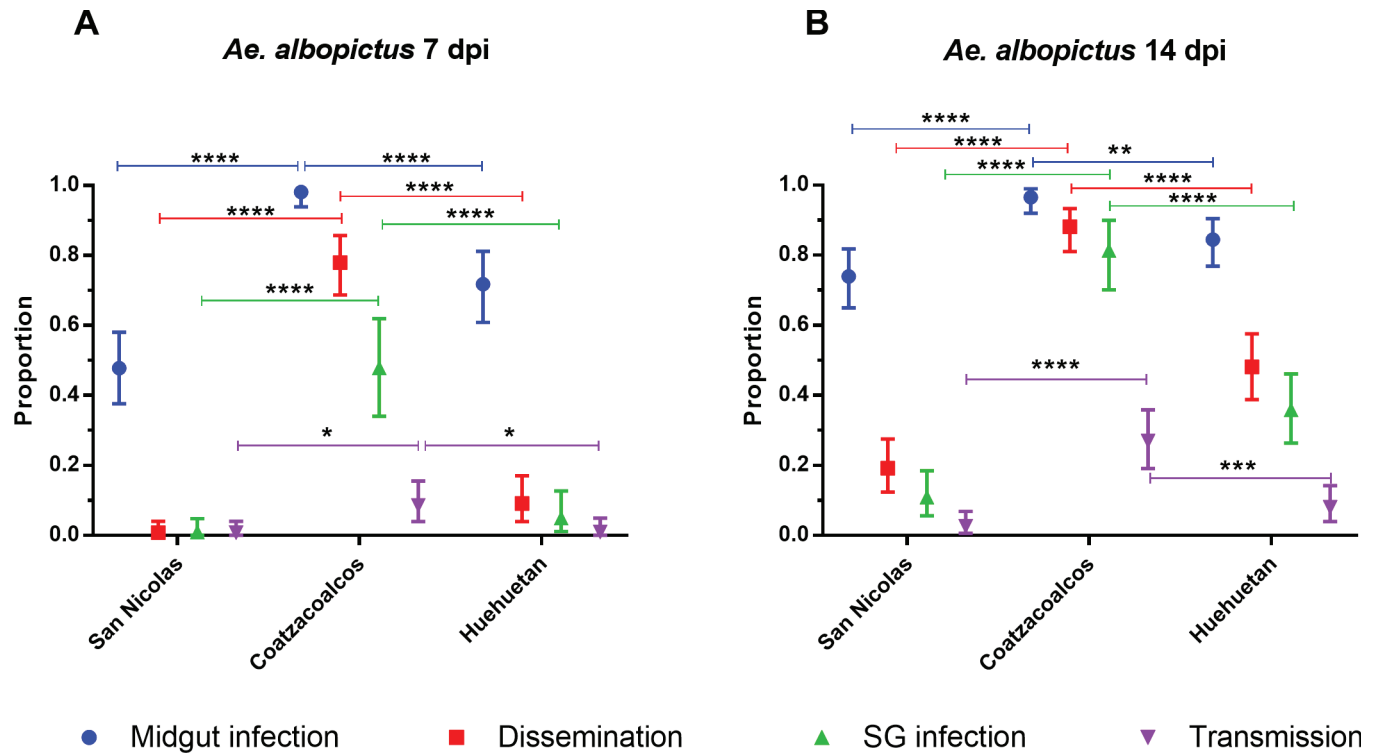 A
Ae. albopictus 7 dpi
**** ****
****
****
****
****
* *
1.0
0.8
0.6
0.4
0.2
0.0
Proportion
San Nicolas
Coatzacoalcos
Huehuetan
B
Ae. albopictus 14 dpi
****
****
****
**
****
****
****
***
1.0
0.8
0.6
0.4
0.2
0.0
Proportion
San Nicolas
Coatzacoalcos
Huehuetan
Midgut infection Dissemination SG infection Transmission